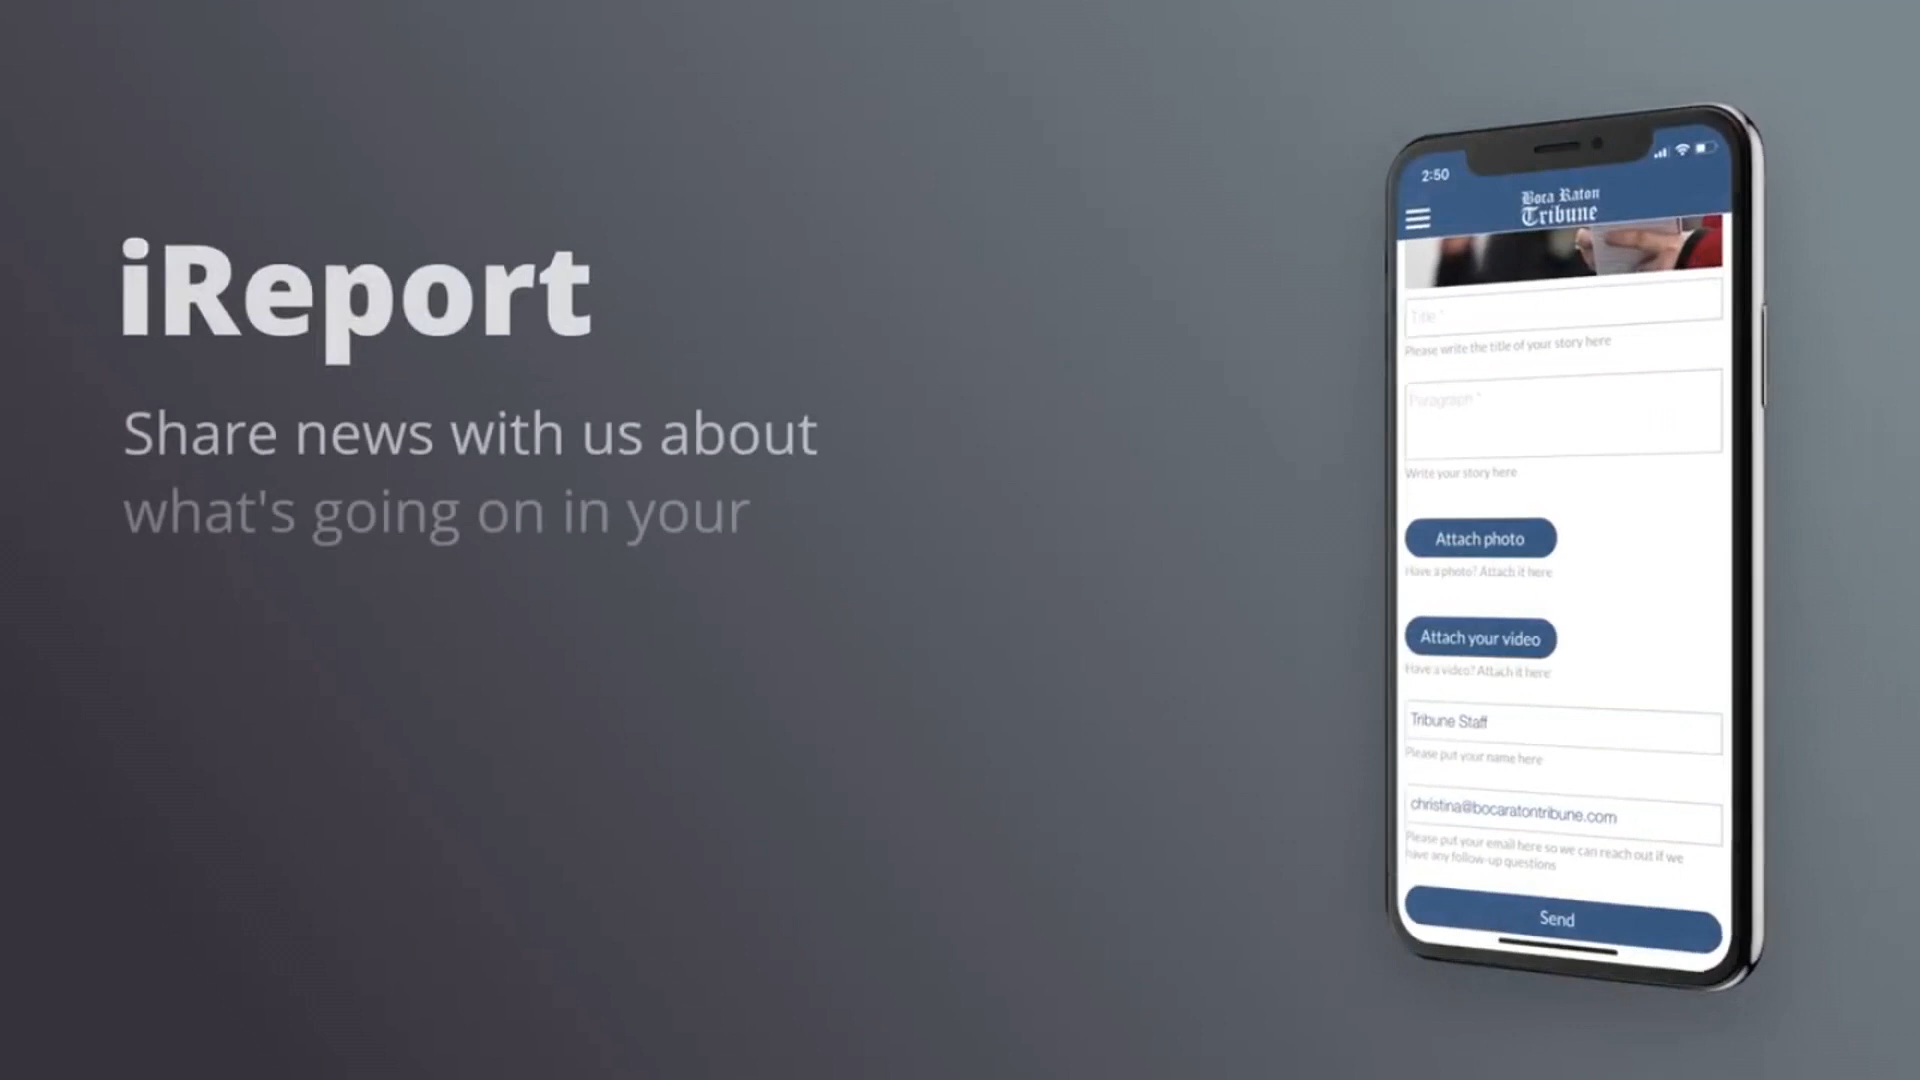 iReport
Share news with us about
what's going on in your
2:50
Boca Raton
Tribune
Title *
Please write the title of your story here
Paragraph *
Write your story here
Attach photo
Have a photo? Attach it here
Attach your video
Have a video? Attach it here
Tribune Staff
Please put your name here
christina@bocaratontribune.com
Please put your email here so we can reach out if we
have any follow-up questions
Send